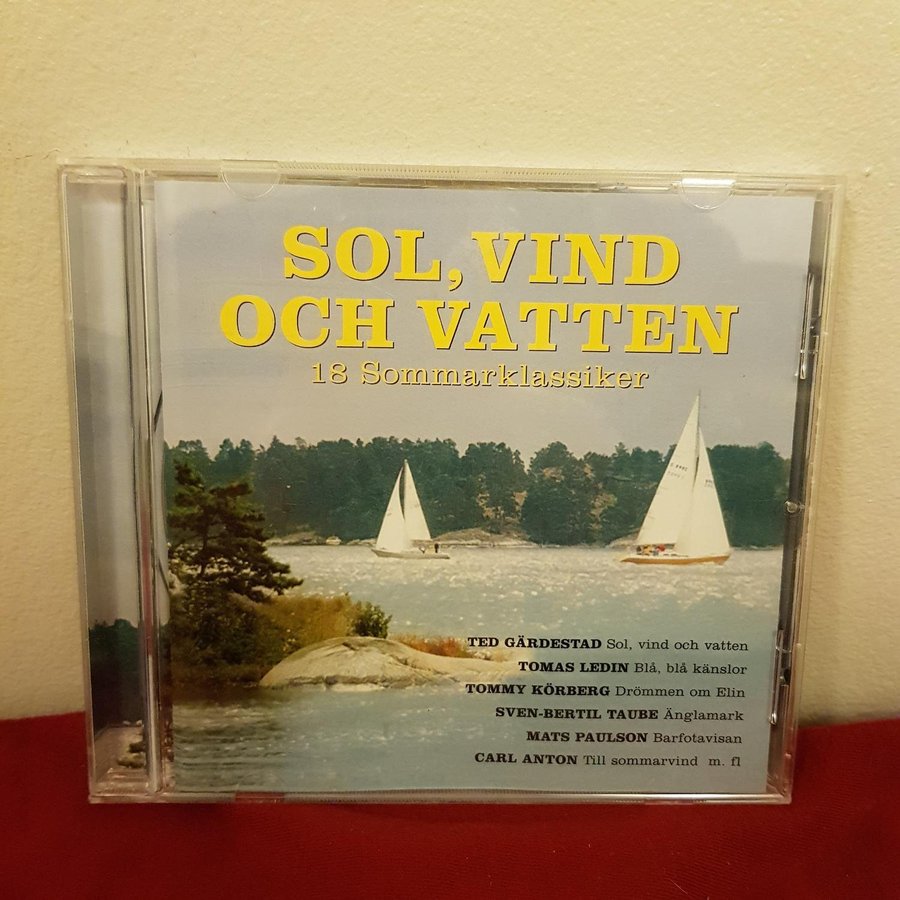 SOL, VIND
OCH VATTEN
18 Sommarklassiker
TED GÄRDESTAD Sol, vind och vatten
TOMAS LEDIN Blå, blå känslor
TOMMY KÖRBERG Drömmen om Elin
SVEN-BERTIL TAUBE Änglamark
MATS PAULSON Barfotavisan
CARL ANTON Till sommarvind m. fl